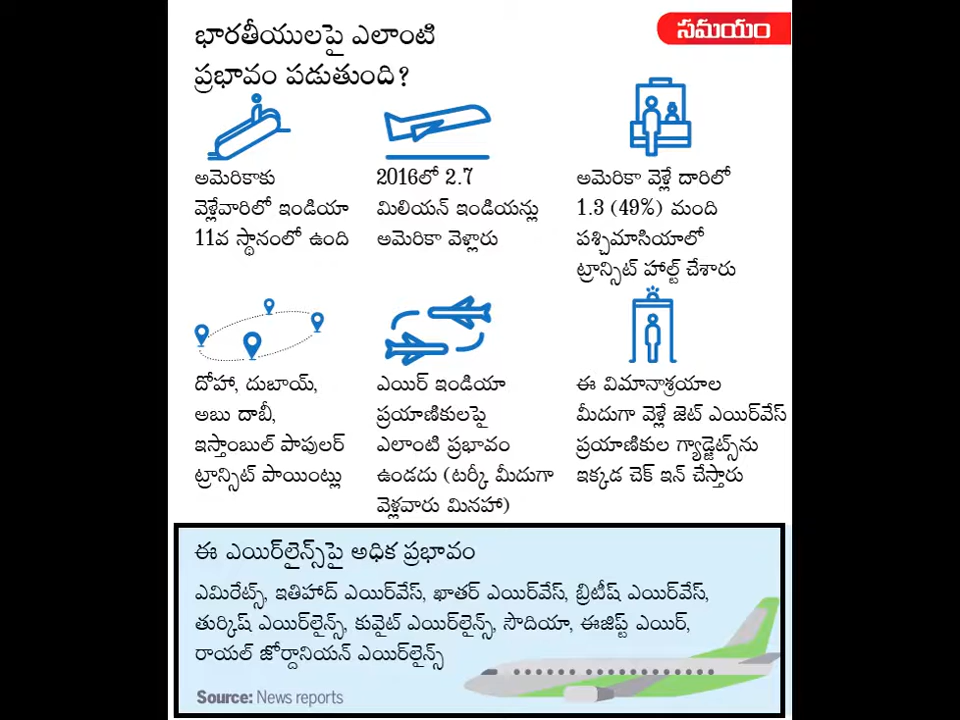 సమయం
భారతీయులపై ఎలాంటి
ప్రభావం పడుతుంది?
అమెరికాకు
వెళ్లేవారిలో ఇండియా
11వ స్థానంలో ఉంది
2016లో 2.7
మిలియన్ ఇండియన్లు
అమెరికా వెళ్లారు
అమెరికా వెళ్లే దారిలో
1.3 (49%) మంది
పశ్చిమాసియాలో
ట్రాన్సిట్ హాల్ట్ చేశారు
దోహా, దుబాయ్,
అబు దాబీ,
ఇస్తాంబుల్ పాపులర్
ట్రాన్సిట్ పాయింట్లు
ఎయిర్ ఇండియా
ప్రయాణికులపై
ఎలాంటి ప్రభావం
ఉండదు (టర్కీ మీదుగా
వెళ్లవారు మినహా)
ఈ విమానాశ్రయాల
మీదుగా వెళ్లే జెట్ ఎయిర్‌వేస్
ప్రయాణికుల గ్యాడ్జెట్స్‌ను
ఇక్కడ చెక్ ఇన్ చేస్తారు
ఈ ఎయిర్‌లైన్స్‌పై అధిక ప్రభావం
ఎమిరేట్స్, ఇతిహాద్ ఎయిర్‌వేస్, ఖాతర్ ఎయిర్‌వేస్, బ్రిటీష్ ఎయిర్‌వేస్,
తుర్కిష్ ఎయిర్‌లైన్స్, కువైట్ ఎయిర్‌లైన్స్, సౌదియా, ఈజిప్ట్ ఎయిర్,
రాయల్ జోర్డానియన్ ఎయిర్‌లైన్స్
Source: News reports